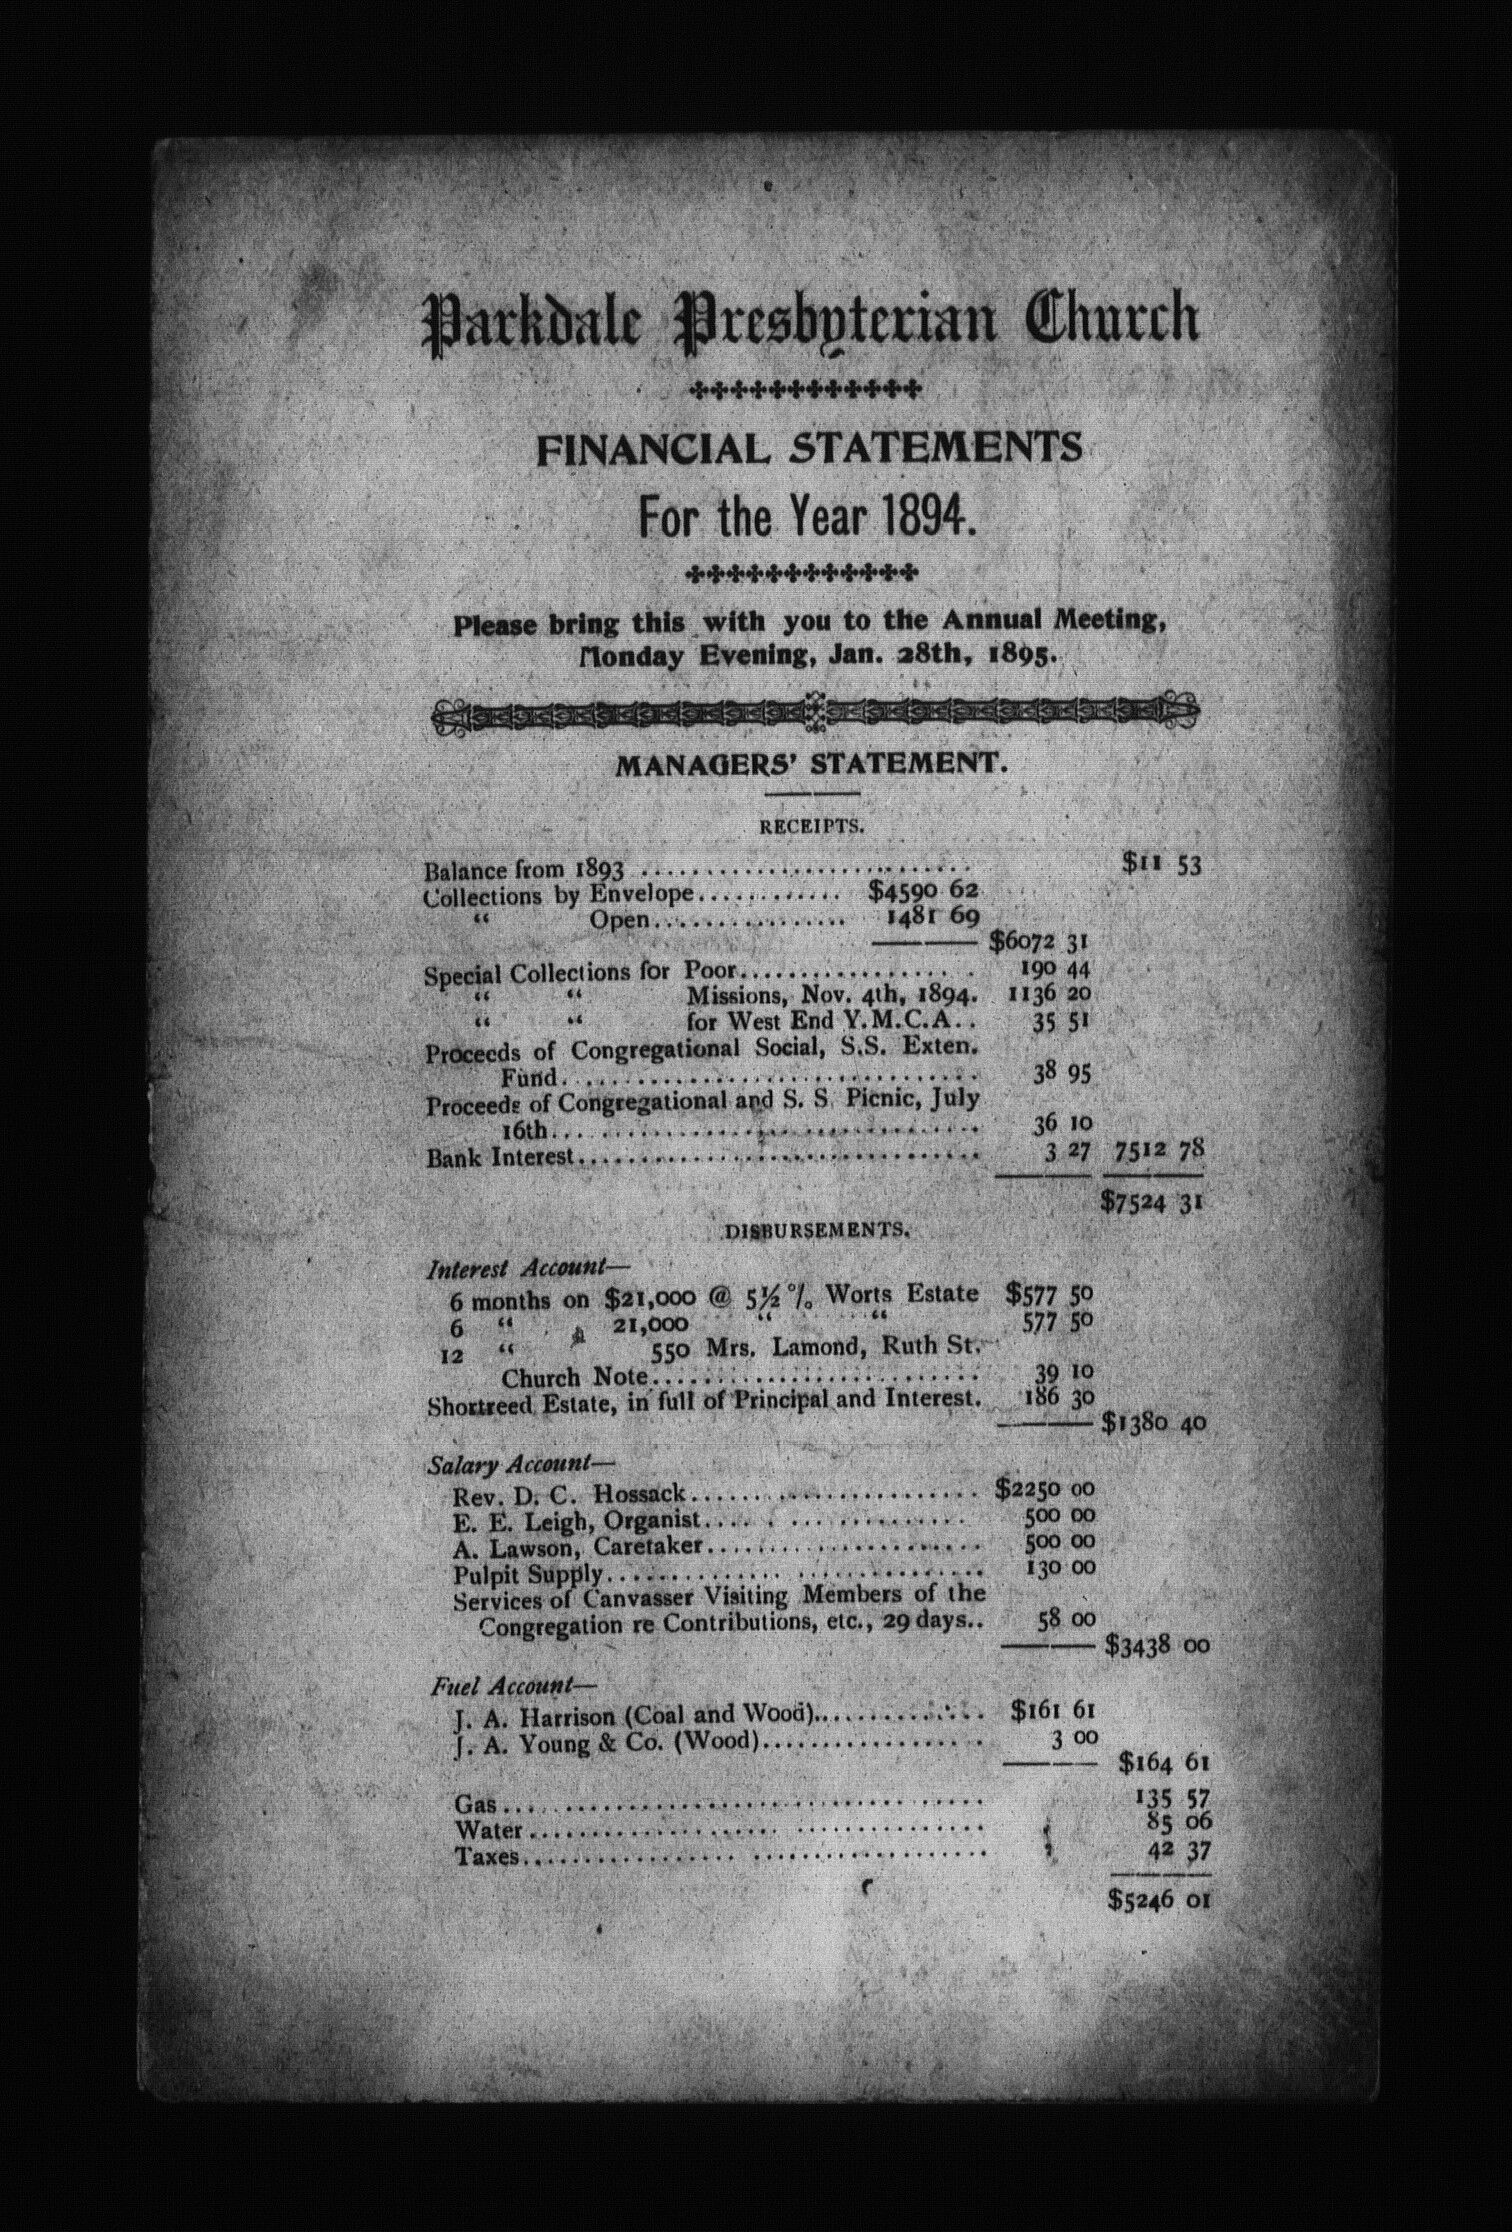 Parkdale Presbyterian Church
FINANCIAL STATEMENTS
For the Year 1894.
Please bring this with you to the Annual Meeting,
Monday Evening, Jan. 28th, 1895.
MANAGERS' STATEMENT.
RECEIPTS.
Balance from 1893 .......................... $11 53
Collections by Envelope............ $4590 62
" Open................ 1481 69
$6072 31
Special Collections for Poor................. . 190 44
" " Missions, Nov. 4th, 1894. 1136 20
" " for West End Y.M.C.A.. 35 51
Proceeds of Congregational Social, S.S. Exten.
Fund................................ 38 95
Proceeds of Congregational and S. S. Picnic, July
16th................................. 36 10
Bank Interest............................... 3 27 7512 78
$7524 31
DISBURSEMENTS.
Interest Account—
6 months on $21,000 @ 5½ % Worts Estate $577 50
6 " 21,000 " " 577 50
12 " 550 Mrs. Lamond, Ruth St.
Church Note.......................... 39 10
Shortreed Estate, in full of Principal and Interest. 186 30
$1380 40
Salary Account—
Rev. D. C. Hossack....................... $2250 00
E. E. Leigh, Organist.... . ............. 500 00
A. Lawson, Caretaker...................... 500 00
Pulpit Supply.............. ............... 130 00
Services of Canvasser Visiting Members of the
Congregation re Contributions, etc., 29 days.. 58 00
$3438 00
Fuel Account—
J. A. Harrison (Coal and Wood).............. $161 61
J. A. Young & Co. (Wood).................. 3 00
$164 61
Gas...................................... 135 57
Water.................... ............... 85 06
Taxes................. ................... 42 37
$5246 01